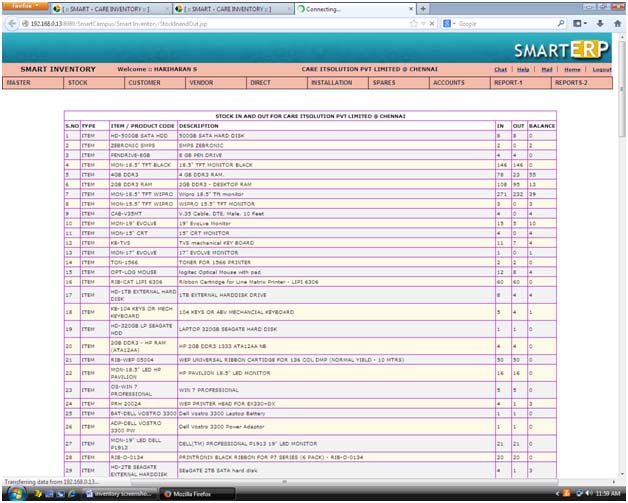 Firefox
[ :: SMART - CARE INVENTORY :: ]
[ :: SMART - CARE INVENTORY :: ]
Connecting...
192.168.0.13:8080/SmartCampus/Smart Inventory/StockInandOut.jsp
Google
SMARTERP
SMART INVENTORY Welcome :: HARIHARAN S CARE ITSOLUTION PVT LIMITED @ CHENNAI Chat | Help | Mail | Home | Logout
MASTER STOCK CUSTOMER VENDOR DIRECT INSTALLATION SPARES ACCOUNTS REPORT-1 REPORTS-2
STOCK IN AND OUT FOR CARE ITSOLUTION PVT LIMITED @ CHENNAI
S.NO TYPE ITEM / PRODUCT CODE DESCRIPTION IN OUT BALANCE
1 ITEM HD-500GB SATA HDD 500GB SATA HARD DISK 8 8 0
2 ITEM ZEBRONIC SMPS SMPS ZEBRONIC 2 0 2
3 ITEM PENDRIVE-8GB 8 GB PEN DRIVE 4 4 0
4 ITEM MON-18.5" TFT BLACK 18.5" TFT MONITOR BLACK 146 146 0
5 ITEM 4GB DDR3 4 GB DDR3 RAM. 78 23 55
6 ITEM 2GB DDR3 RAM 2GB DDR3 - DESKTOP RAM 108 95 13
7 ITEM MON-18.5" TFT WIPRO Wipro 18.5" Tft monitor 271 232 39
8 ITEM MON-15.5" TFT WIPRO WIPRO 15.5" TFT MONITOR 3 0 3
9 ITEM CAB-V35MT V.35 Cable, DTE, Male, 10 Feet 4 0 4
10 ITEM MON-19" EVOLVE 19" EvoLve Monitor 15 5 10
11 ITEM MON-15" CRT 15" CRT MONITOR 4 0 4
12 ITEM KB-TVS TVS mechanical KEY BOARD 11 7 4
13 ITEM MON-17" EVOLVE 17" EVOLVE MONITOR 1 0 1
14 ITEM TON-1566 TONER FOR 1566 PRINTER 2 2 0
15 ITEM OPT-LOG MOUSE logitec Optical Mouse with pad 12 8 4
16 ITEM RIB-CAT LIPI 6306 Ribbon Cartridge for Line Matrix Printer - LIPI 6306 60 60 0
17 ITEM HD-1TB EXTERNAL HARD DISK 1TB EXTERNAL HARDDISK DRIVE 8 4 4
18 ITEM KB-104 KEYS OR MECH KEYBOARD 104 KEYS OR ABV MECHANCIAL KEYBOARD 5 4 1
19 ITEM HD-320GB LP SEAGATE HDD LAPTOP 320GB SEAGATE HARD DISK 1 1 0
20 ITEM 2GB DDR3 - HP RAM (ATA12AA) HP 2GB DDR3 1333 ATA12AA NB 4 4 0
21 ITEM RIB-WEP 05004 WEP UNIVERSAL RIBBON CARTIDGE FOR 136 COL DMP (NORMAL YIELD - 10 MTRS) 50 50 0
22 ITEM MON-18.5" LED HP PAVILION HP PAVILION 18.5" LED MONITOR 16 16 0
23 ITEM OS-WIN 7 PROFESSIONAL WIN 7 PROFESSIONAL 5 5 0
24 ITEM PRH 20024 WEP PRINTER HEAD FOR EX330+DX 4 1 3
25 ITEM BAT-DELL VOSTRO 3300 Dell Vostro 3300 Laptop Battery 1 1 0
26 ITEM ADP-DELL VOSTRO 3300 PW Dell Vostro 3300 Power Adaptor 1 1 0
27 ITEM MON-19" LED DELL P1913 DELL(TM) PROFESSIONAL P1913 19" LED MONITOR 21 21 0
28 ITEM RIB-O-0134 PRINTRONIX BLACK RIBBON FOR P7 SERIES (6 PACK) - RIB-O-0134 20 20 0
29 ITEM HD-2TB SEAGATE EXTERNAL HARDDISK SEaGATE 2TB SATA hard disk 4 1 3
Transferring data from 192.168.0.13...
inventory screensho...
Mozilla Firefox
11:59 AM